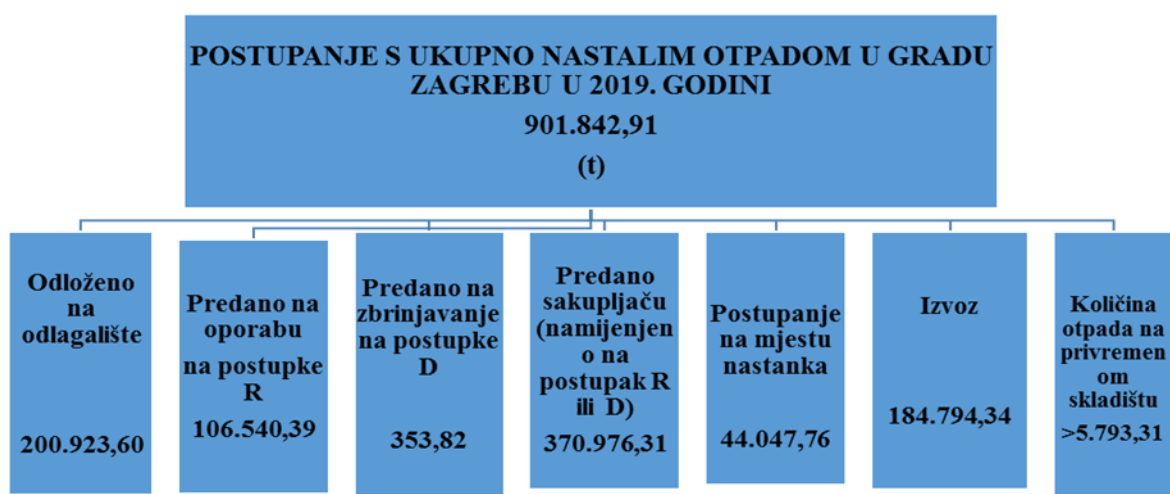 POSTUPANJE S UKUPNO NASTALIM OTPADOM U GRADU
ZAGREBU U 2019. GODINI
901.842,91
(t)
Odloženo
na
odlagalište
200.923,60
Predano na
oporabu
na postupke
R
106.540,39
Predano na
zbrinjavanje
na postupke
D
353,82
Predano
sakupljaču
(namijenjen
o na
postupak R
ili D)
370.976,31
Postupanje
na mjestu
nastanka
44.047,76
Izvoz
184.794,34
Količina
otpada na
privremen
om
skladištu
>5.793,31